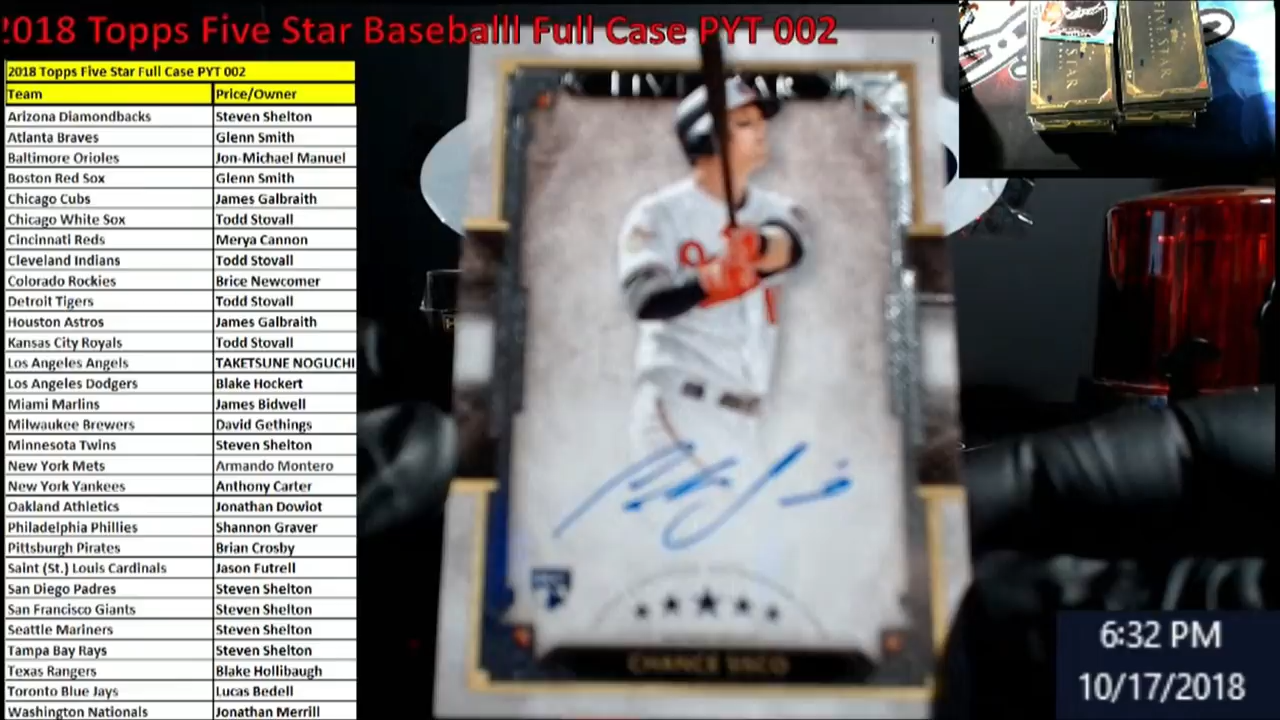 2018 Topps Five Star Baseballl Full Case PYT 002
2018 Topps Five Star Full Case PYT 002
Team Price/Owner
Arizona Diamondbacks Steven Shelton
Atlanta Braves Glenn Smith
Baltimore Orioles Jon-Michael Manuel
Boston Red Sox Glenn Smith
Chicago Cubs James Galbraith
Chicago White Sox Todd Stovall
Cincinnati Reds Merya Cannon
Cleveland Indians Todd Stovall
Colorado Rockies Brice Newcomer
Detroit Tigers Todd Stovall
Houston Astros James Galbraith
Kansas City Royals Todd Stovall
Los Angeles Angels TAKETSUNE NOGUCHI
Los Angeles Dodgers Blake Hockert
Miami Marlins James Bidwell
Milwaukee Brewers David Gethings
Minnesota Twins Steven Shelton
New York Mets Armando Montero
New York Yankees Anthony Carter
Oakland Athletics Jonathan Dowiot
Philadelphia Phillies Shannon Graver
Pittsburgh Pirates Brian Crosby
Saint (St.) Louis Cardinals Jason Futrell
San Diego Padres Steven Shelton
San Francisco Giants Steven Shelton
Seattle Mariners Steven Shelton
Tampa Bay Rays Steven Shelton
Texas Rangers Blake Hollibaugh
Toronto Blue Jays Lucas Bedell
Washington Nationals Jonathan Merrill
FIVE STAR
CHANCE SISCO
FIVE STAR
6:32 PM
10/17/2018